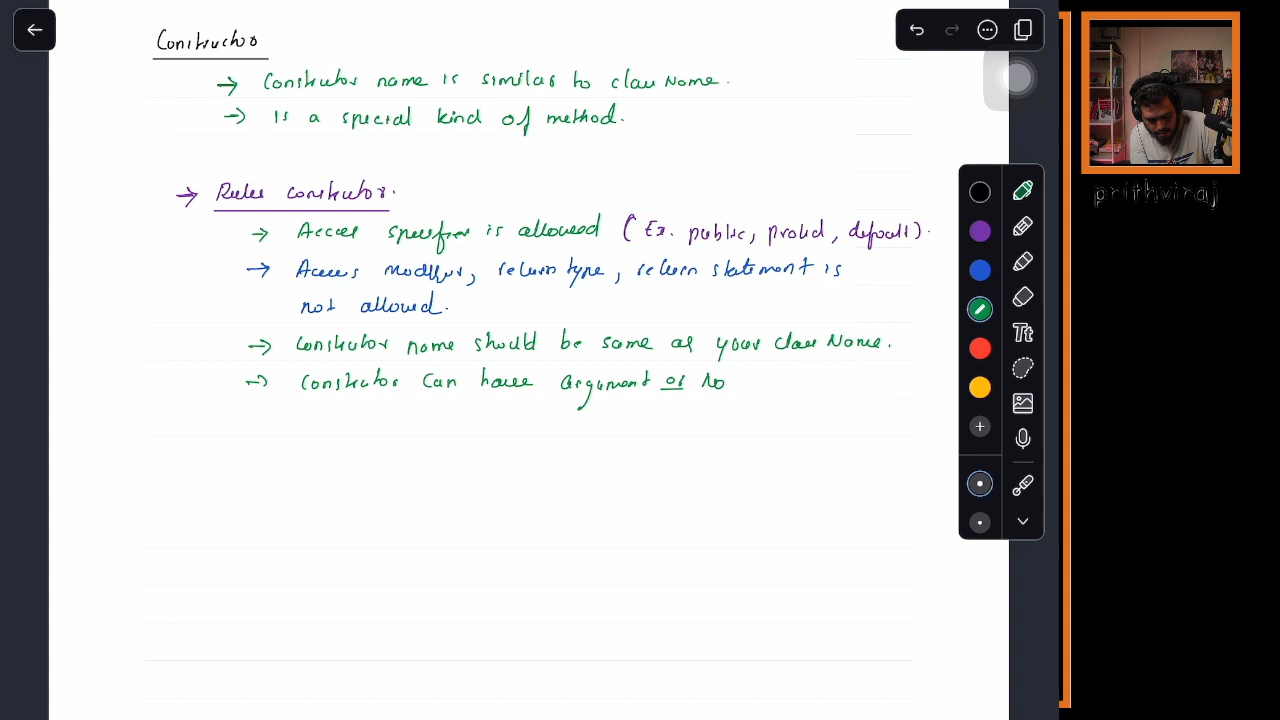 Constructor
→ Constructor name is similar to class Name.
→ Is a special kind of method.
→ Rules constructor.
→ Access specifier is allowed (Ex. public, protected, default).
→ Access modifiers, return type, return statement is
not allowed.
→ Constructor name should be same as your class Name.
→ Constructor can have argument or No
Tt
prithviraj